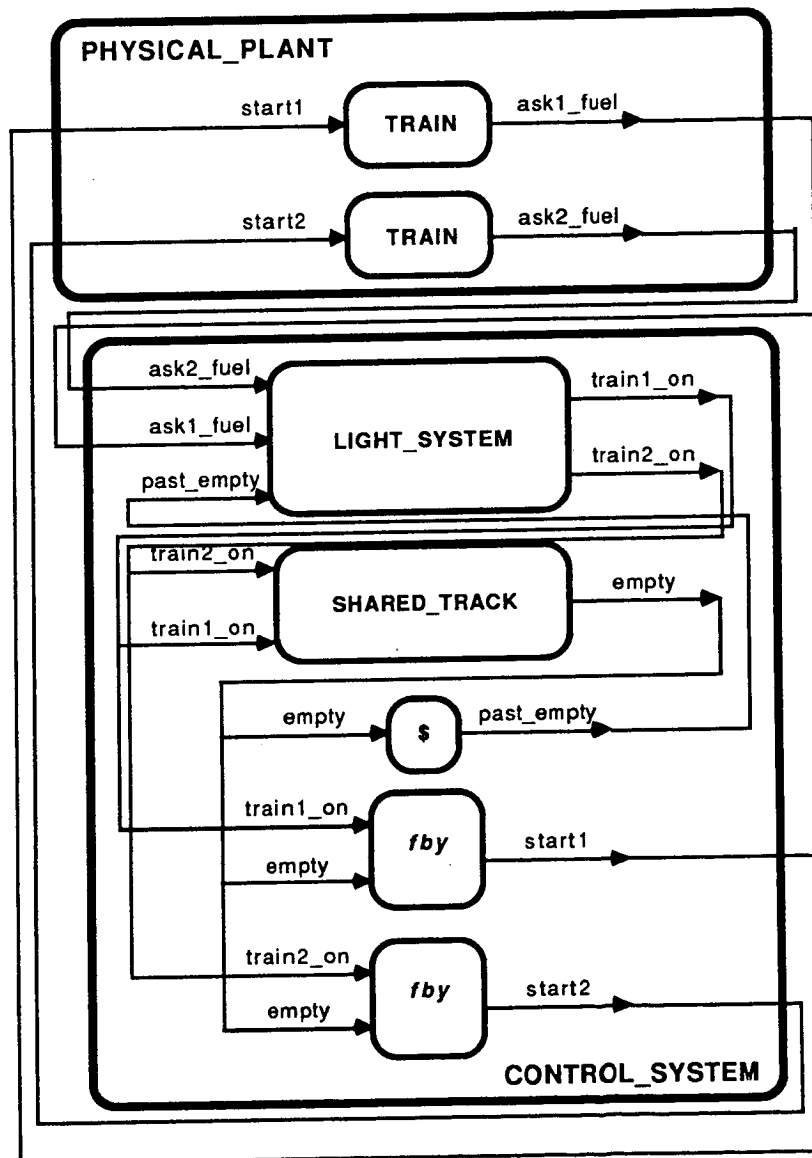 PHYSICAL_PLANT
start1
TRAIN
ask1_fuel
start2
TRAIN
ask2_fuel
ask2_fuel
train1_on
ask1_fuel
LIGHT_SYSTEM
train2_on
past_empty
train2_on
SHARED_TRACK
empty
train1_on
empty
$
past_empty
train1_on
fby
start1
empty
train2_on
fby
start2
empty
CONTROL_SYSTEM